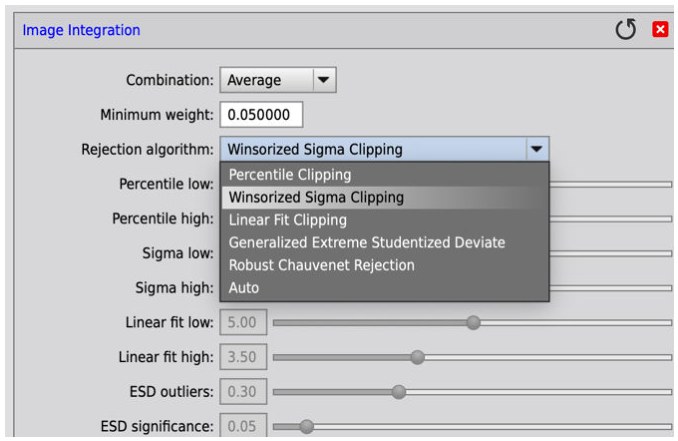 Image Integration
Combination: Average
Minimum weight: 0.050000
Rejection algorithm: Winsorized Sigma Clipping
Percentile low: Percentile Clipping
Winsorized Sigma Clipping
Percentile high: Linear Fit Clipping
Sigma low: Generalized Extreme Studentized Deviate
Robust Chauvenet Rejection
Sigma high: Auto
Linear fit low: 5.00
Linear fit high: 3.50
ESD outliers: 0.30
ESD significance: 0.05